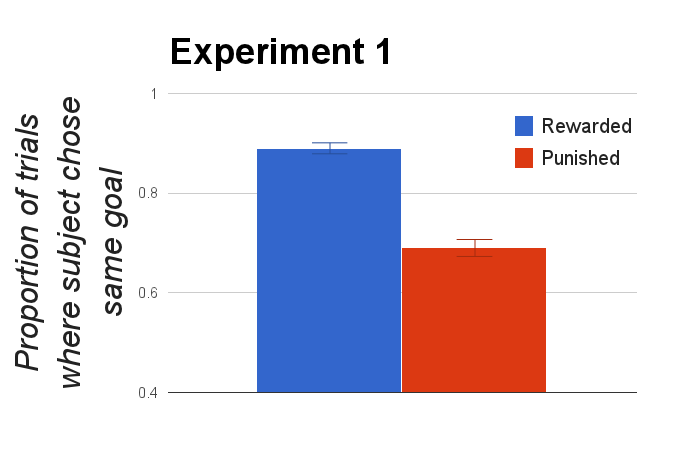 Experiment 1
Proportion of trials
where subject chose
same goal
1
0.8
0.6
0.4
Rewarded
Punished